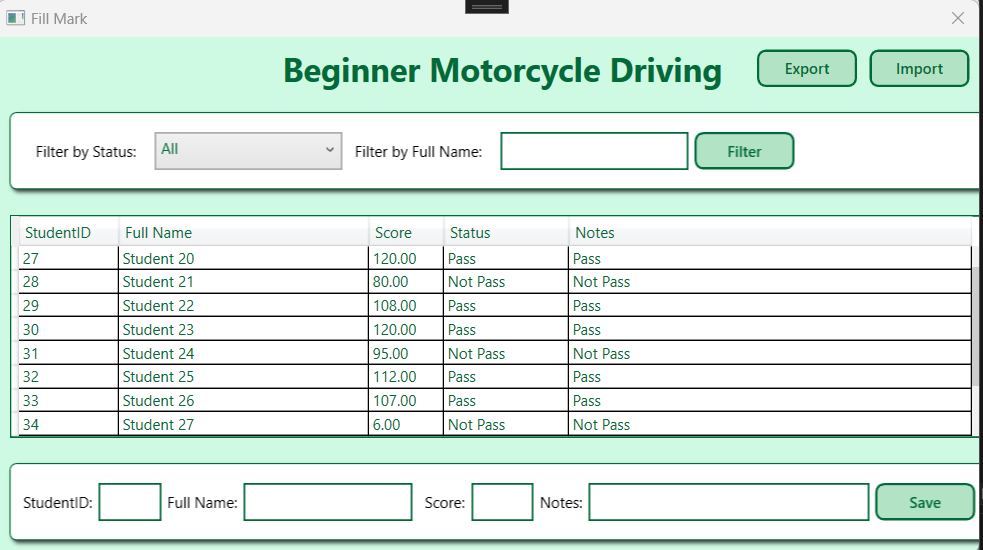 Fill Mark
Beginner Motorcycle Driving Export Import
Filter by Status: All Filter by Full Name: Filter
StudentID Full Name Score Status Notes
27 Student 20 120.00 Pass Pass
28 Student 21 80.00 Not Pass Not Pass
29 Student 22 108.00 Pass Pass
30 Student 23 120.00 Pass Pass
31 Student 24 95.00 Not Pass Not Pass
32 Student 25 112.00 Pass Pass
33 Student 26 107.00 Pass Pass
34 Student 27 6.00 Not Pass Not Pass
StudentID: Full Name: Score: Notes: Save